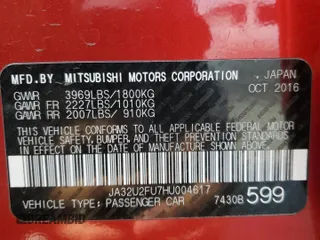 MFD.BY MITSUBISHI MOTORS CORPORATION . JAPAN
GVWR 3969LBS/1800KG OCT 2016
GAWR FR 2227LBS/1010KG
GAWR RR 2007LBS/ 910KG
THIS VEHICLE CONFORMS TO ALL APPLICABLE FEDERAL MOTOR
VEHICLE SAFETY, BUMPER, AND THEFT PREVENTION STANDARDS
IN EFFECT ON THE DATE OF MANUFACTURE SHOWN ABOVE.
JA32U2FU7HU004617
VEHICLE TYPE: PASSENGER CAR 74308 599
DREAMBID